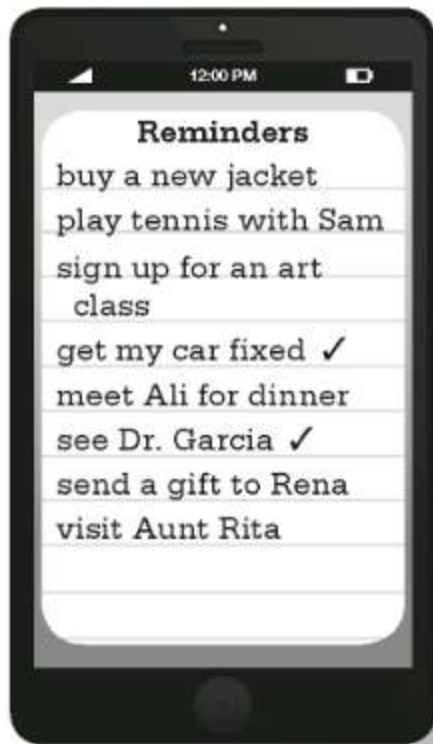 12:00 PM
Reminders
buy a new jacket
play tennis with Sam
sign up for an art
class
get my car fixed ✓
meet Ali for dinner
see Dr. Garcia ✓
send a gift to Rena
visit Aunt Rita